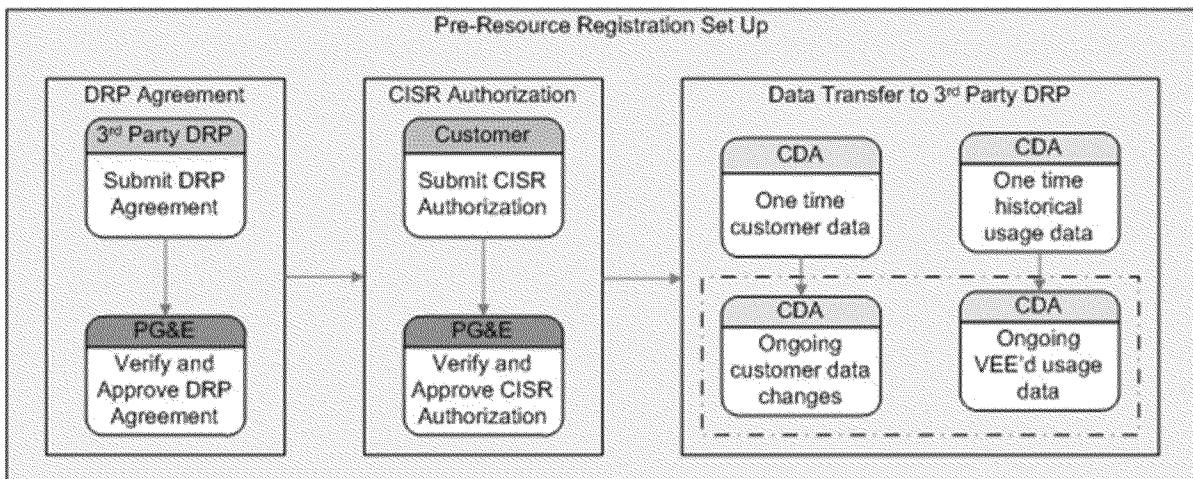 Pre-Resource Registration Set Up
DRP Agreement
3rd Party DRP
Submit DRP
Agreement
PG&E
Verify and
Approve DRP
Agreement
CISR Authorization
Customer
Submit CISR
Authorization
PG&E
Verify and
Approve CISR
Authorization
Data Transfer to 3rd Party DRP
CDA
One time
customer data
CDA
Ongoing
customer data
changes
CDA
One time
historical
usage data
CDA
Ongoing
VEE'd usage
data